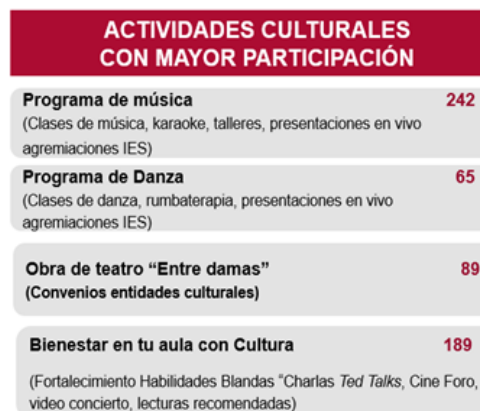 ACTIVIDADES CULTURALES
CON MAYOR PARTICIPACIÓN
Programa de música 242
(Clases de música, karaoke, talleres, presentaciones en vivo
agremiaciones IES)
Programa de Danza 65
(Clases de danza, rumbaterapia, presentaciones en vivo
agremiaciones IES)
Obra de teatro “Entre damas” 89
(Convenios entidades culturales)
Bienestar en tu aula con Cultura 189
(Fortalecimiento Habilidades Blandas “Charlas Ted Talks, Cine Foro,
video concierto, lecturas recomendadas)